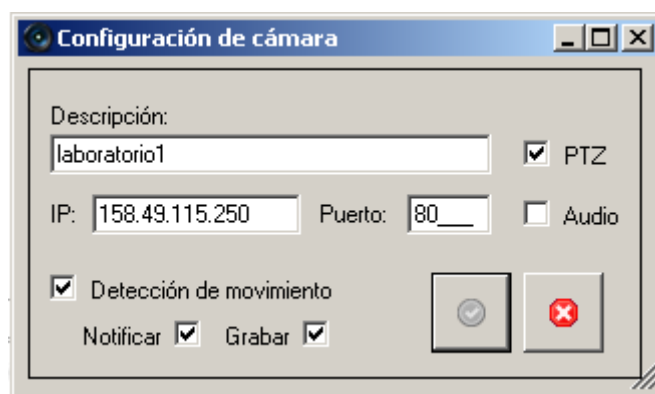 Configuración de cámara
Descripción:
laboratorio1
PTZ
IP: 158.49.115.250 Puerto: 80___ Audio
Detección de movimiento
Notificar Grabar